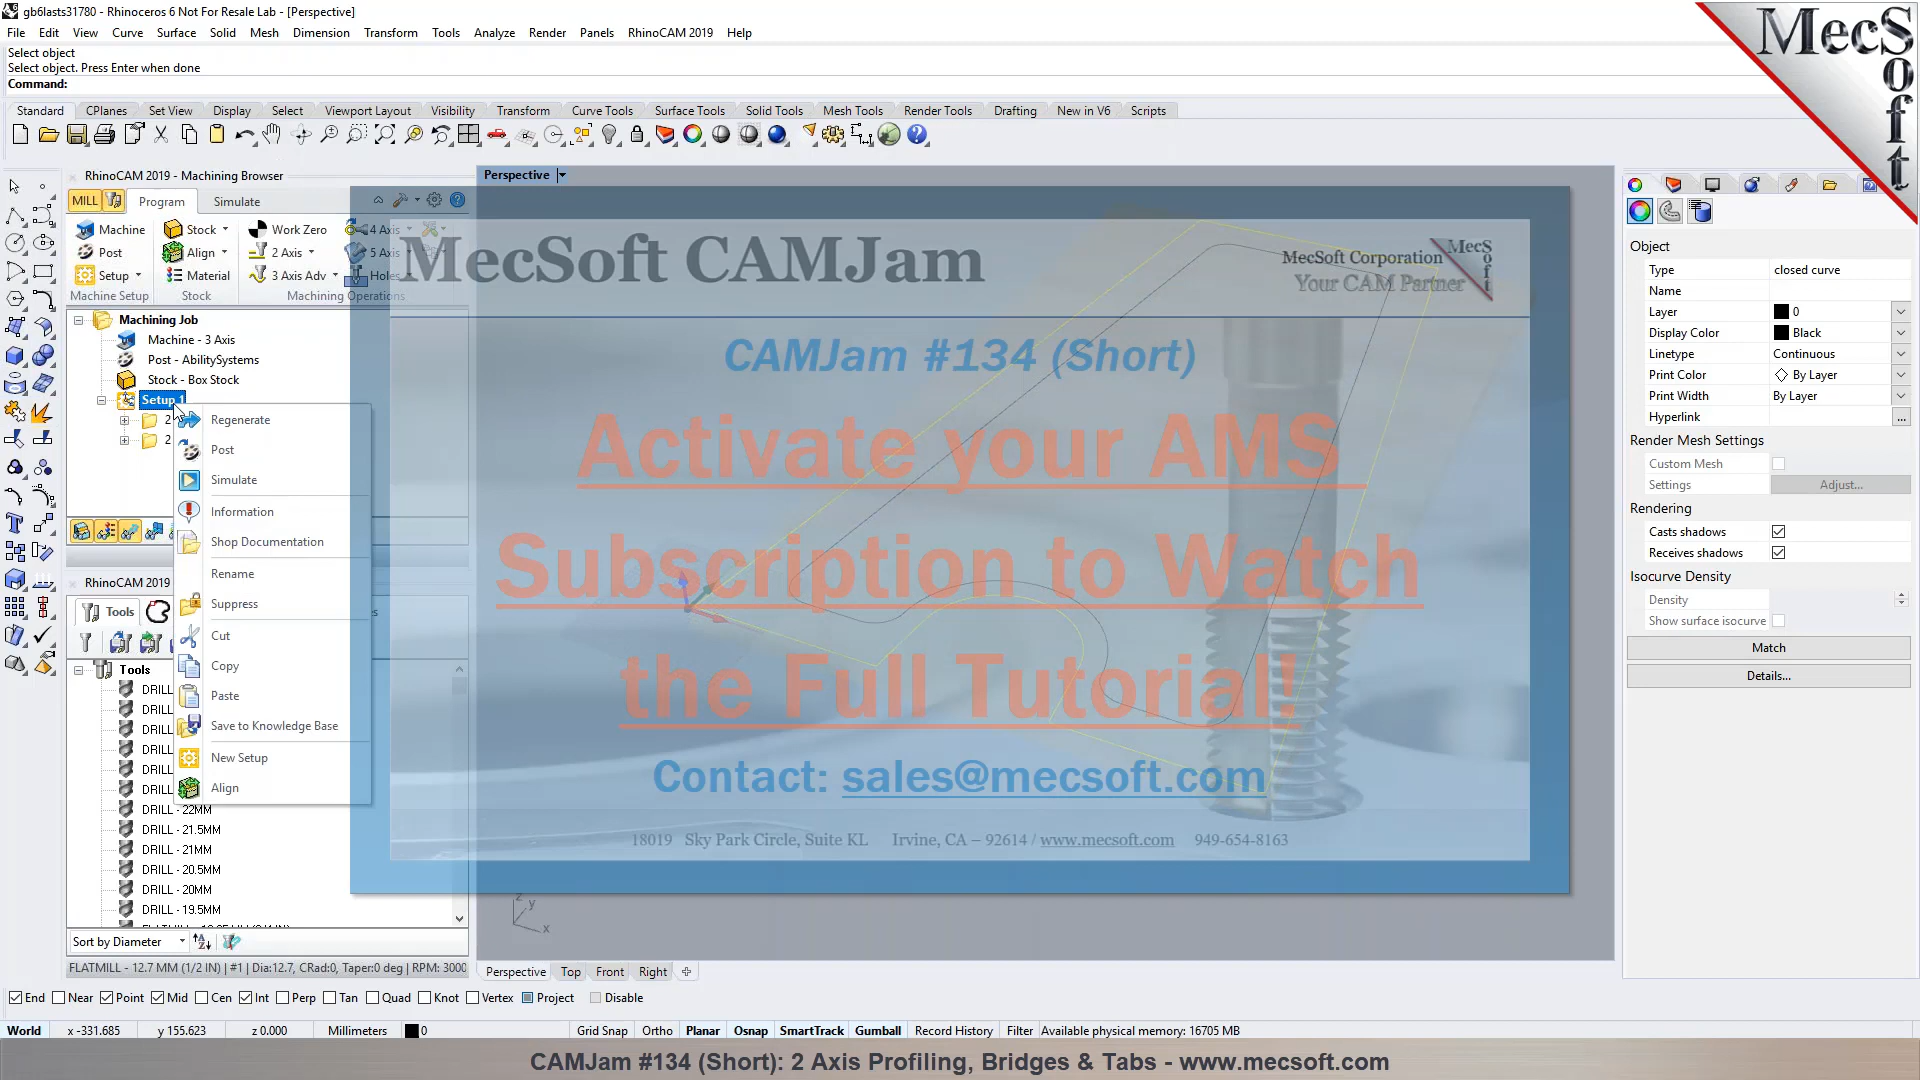 gb6lasts31780 - Rhinoceros 6 Not For Resale Lab - [Perspective]
File Edit View Curve Surface Solid Mesh Dimension Transform Tools Analyze Render Panels RhinoCAM 2019 Help
Select object
Select object. Press Enter when done
Command:
Standard CPlanes Set View Display Select Viewport Layout Visibility Transform Curve Tools Surface Tools Solid Tools Mesh Tools Render Tools Drafting New in V6 Scripts
MecSoft
RhinoCAM 2019 - Machining Browser
MILL Program Simulate
Machine Stock Work Zero 4 Axis
Post Align 2 Axis 5 Axis
Setup Material 3 Axis Adv Holes
Machine Setup Stock Machining Operations
Machining Job
Machine - 3 Axis
Post - AbilitySystems
Stock - Box Stock
Setup 1
2
2
Regenerate
Post
Simulate
Information
Shop Documentation
Rename
Suppress
Cut
Copy
Paste
Save to Knowledge Base
New Setup
Align
RhinoCAM 2019
Tools
Tools
DRILL
DRILL
DRILL
DRILL
DRILL
DRILL
DRILL - 22MM
DRILL - 21.5MM
DRILL - 21MM
DRILL - 20.5MM
DRILL - 20MM
DRILL - 19.5MM
Sort by Diameter
FLATMILL - 12.7 MM (1/2 IN) | #1 | Dia:12.7, CRad:0, Taper:0 deg | RPM: 3000
Perspective
MecSoft CAMJam
MecSoft Corporation
Your CAM Partner
MecSoft
CAMJam #134 (Short)
Activate your AMS
Subscription to Watch
the Full Tutorial!
Contact: sales@mecsoft.com
18019 Sky Park Circle, Suite KL Irvine, CA – 92614 / www.mecsoft.com 949-654-8163
z
y
x
Perspective Top Front Right
Object
Type closed curve
Name
Layer 0
Display Color Black
Linetype Continuous
Print Color By Layer
Print Width By Layer
Hyperlink ...
Render Mesh Settings
Custom Mesh
Settings Adjust...
Rendering
Casts shadows
Receives shadows
Isocurve Density
Density
Show surface isocurve
Match
Details...
End Near Point Mid Cen Int Perp Tan Quad Knot Vertex Project Disable
World x -331.685 y 155.623 z 0.000 Millimeters 0 Grid Snap Ortho Planar Osnap SmartTrack Gumball Record History Filter Available physical memory: 16705 MB
CAMJam #134 (Short): 2 Axis Profiling, Bridges & Tabs - www.mecsoft.com